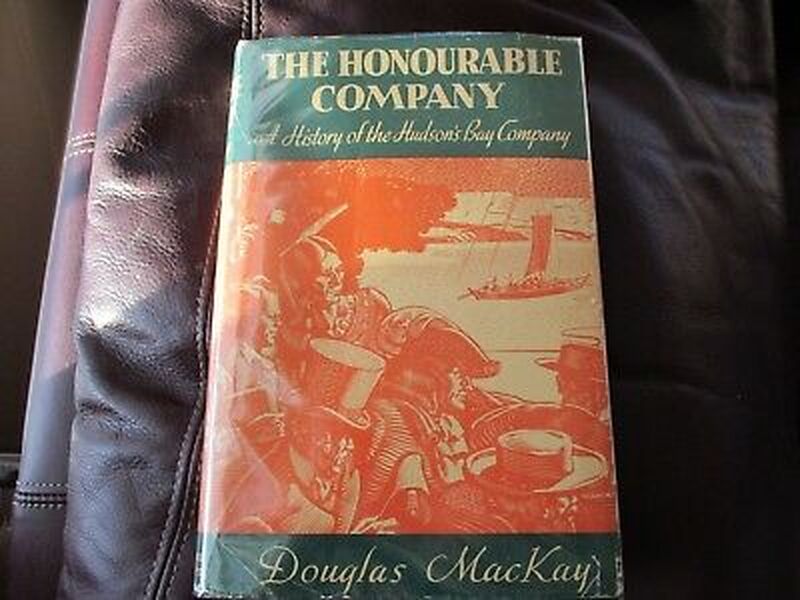 THE HONOURABLE
COMPANY
A History of the Hudson's Bay Company
Douglas MacKay